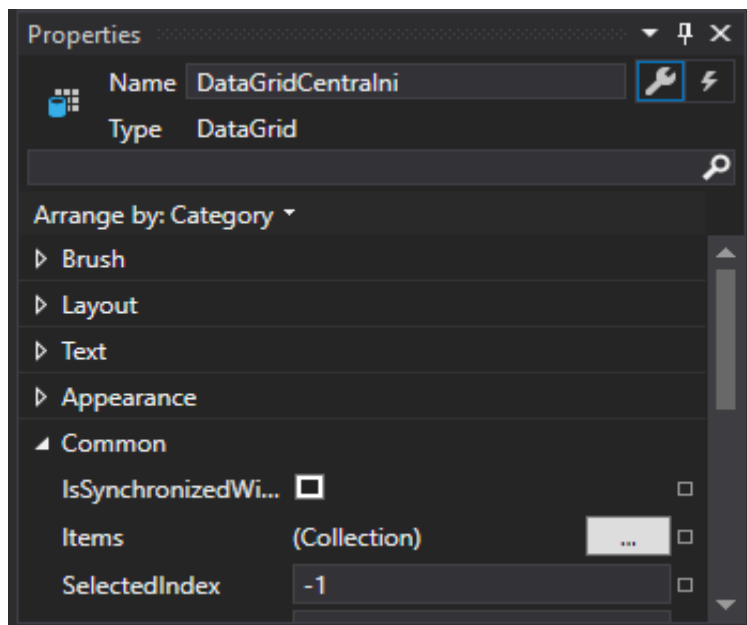 Properties
Name DataGridCentralni
Type DataGrid
Arrange by: Category
Brush
Layout
Text
Appearance
Common
IsSynchronizedWi...
Items (Collection) ...
SelectedIndex -1